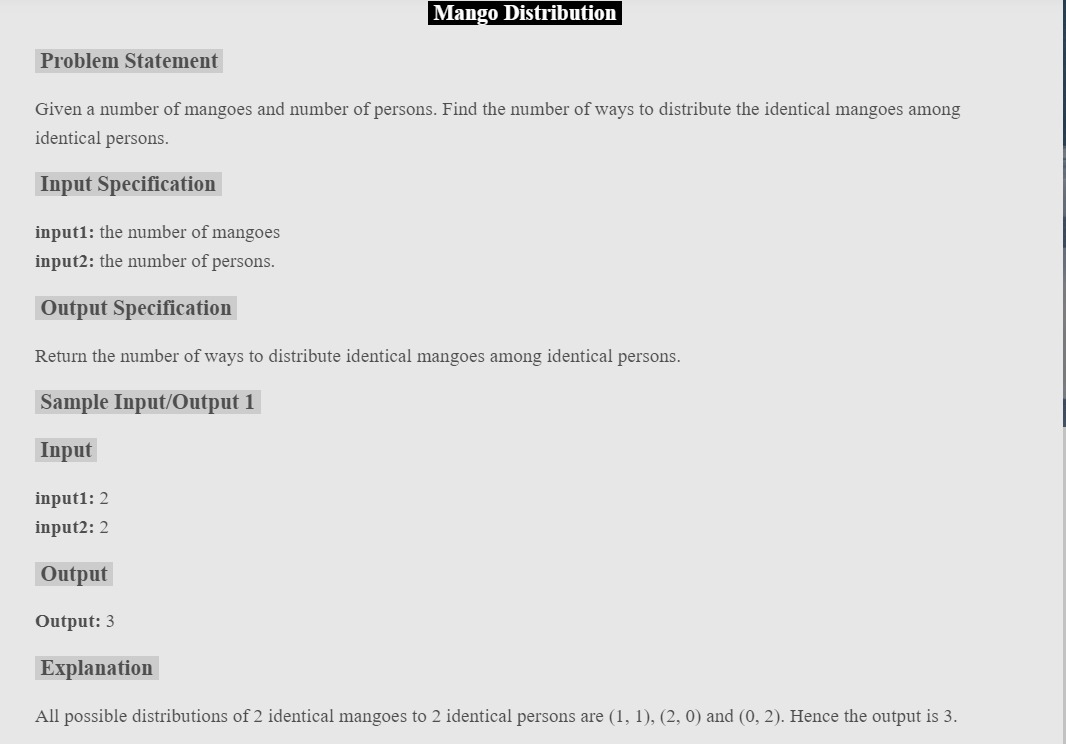 Mango Distribution
Problem Statement
Given a number of mangoes and number of persons. Find the number of ways to distribute the identical mangoes among
identical persons.
Input Specification
input1: the number of mangoes
input2: the number of persons.
Output Specification
Return the number of ways to distribute identical mangoes among identical persons.
Sample Input/Output 1
Input
input1: 2
input2: 2
Output
Output: 3
Explanation
All possible distributions of 2 identical mangoes to 2 identical persons are (1, 1), (2, 0) and (0, 2). Hence the output is 3.